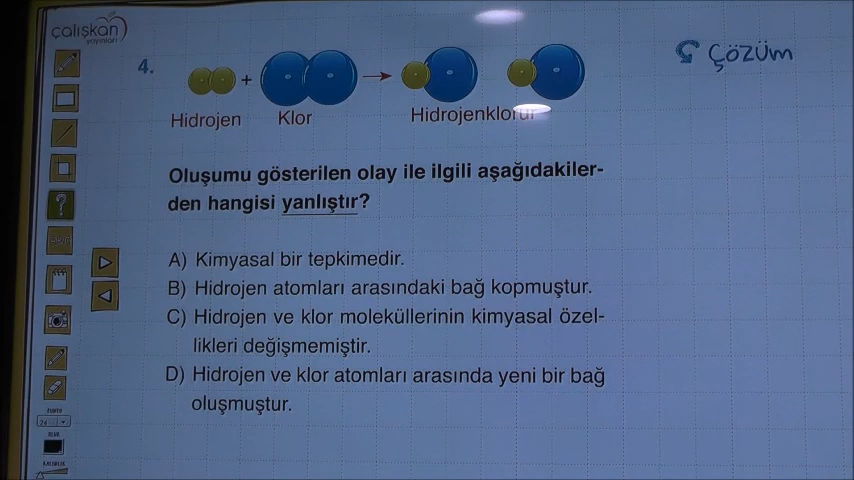 çalışkan
yayınları
Çözüm
4.
+
Hidrojen Klor Hidrojenklorür
Oluşumu gösterilen olay ile ilgili aşağıdakiler-
den hangisi yanlıştır?
A) Kimyasal bir tepkimedir.
B) Hidrojen atomları arasındaki bağ kopmuştur.
C) Hidrojen ve klor moleküllerinin kimyasal özel-
likleri değişmemiştir.
D) Hidrojen ve klor atomları arasında yeni bir bağ
oluşmuştur.
?
24